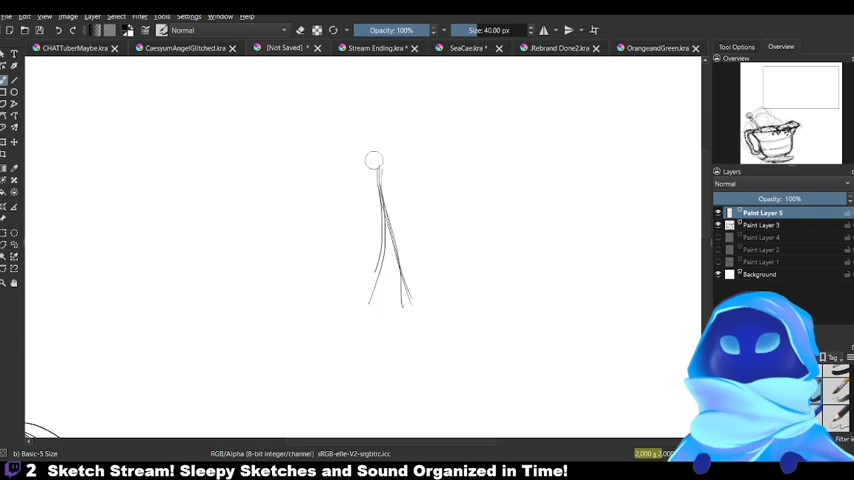 File Edit View Image Layer Select Filter Tools Settings Window Help
Normal Opacity: 100% Size: 40.00 px
CHATTuberMaybe.kra CaesyumAngelGlitched.kra [Not Saved] * Stream Ending.kra * SeaCae.kra * .Rebrand Done2.kra OrangeandGreen.kra
Tool Options Overview
Overview
Layers
Normal
Opacity: 100%
Paint Layer 5
Paint Layer 3
Paint Layer 4
Paint Layer 2
Paint Layer 1
Background
Tag
Filter in
b) Basic-5 Size RGB/Alpha (8-bit integer/channel) sRGB-elle-V2-srgbtrc.icc 2,000 x 2,00
2 Sketch Stream! Sleepy Sketches and Sound Organized in Time!